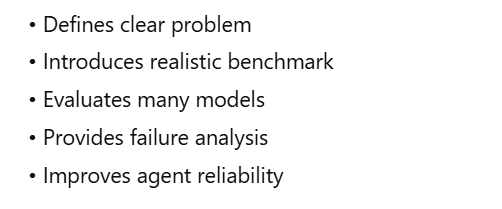 • Defines clear problem
• Introduces realistic benchmark
• Evaluates many models
• Provides failure analysis
• Improves agent reliability